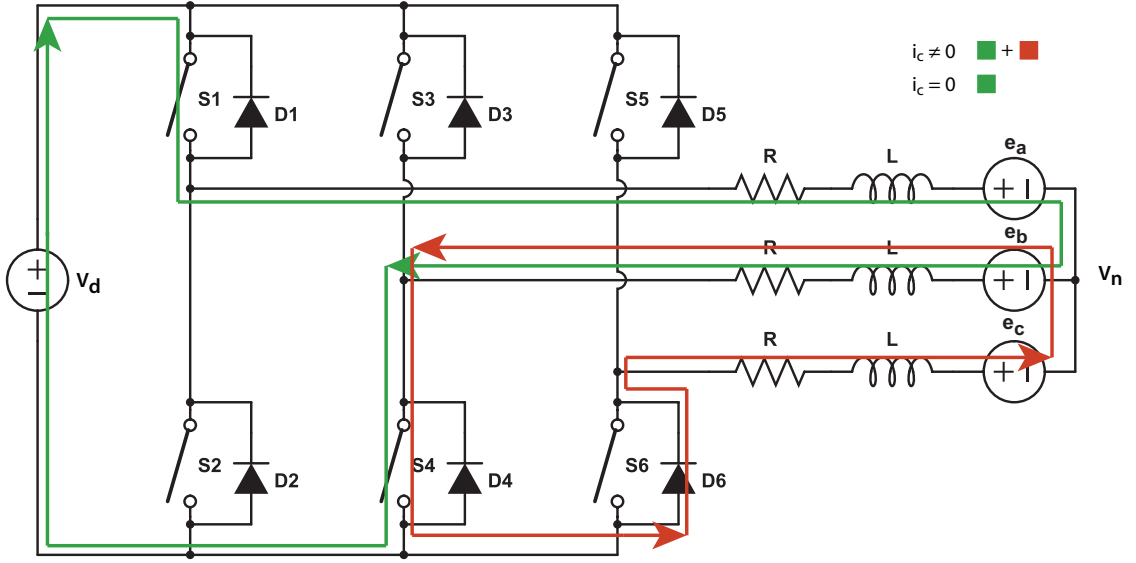 i_c ≠ 0 +
i_c = 0
S1 D1 S3 D3 S5 D5
R L e_a
+ −
R L e_b
+ − V_d + − V_n
R L e_c
+ −
S2 D2 S4 D4 S6 D6